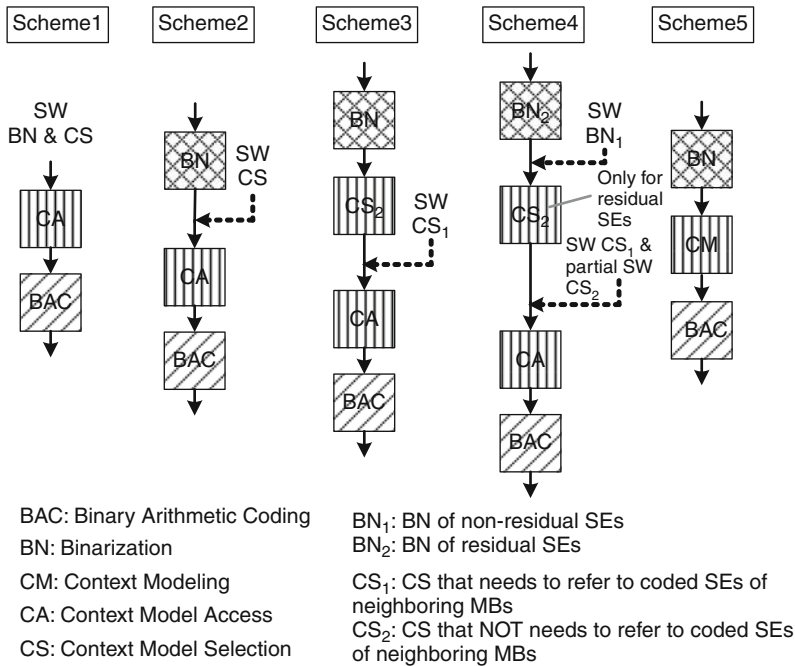 Scheme1
Scheme2
Scheme3
Scheme4
Scheme5
SW
BN & CS
CA
BAC
BN
SW
CS
CA
BAC
BN
CS2
SW
CS1
CA
BAC
BN2
SW
BN1
CS2
Only for
residual
SEs
SW CS1 &
partial SW
CS2
CA
BAC
BN
CM
BAC
BAC: Binary Arithmetic Coding
BN: Binarization
CM: Context Modeling
CA: Context Model Access
CS: Context Model Selection
BN1: BN of non-residual SEs
BN2: BN of residual SEs
CS1: CS that needs to refer to coded SEs of
neighboring MBs
CS2: CS that NOT needs to refer to coded SEs
of neighboring MBs